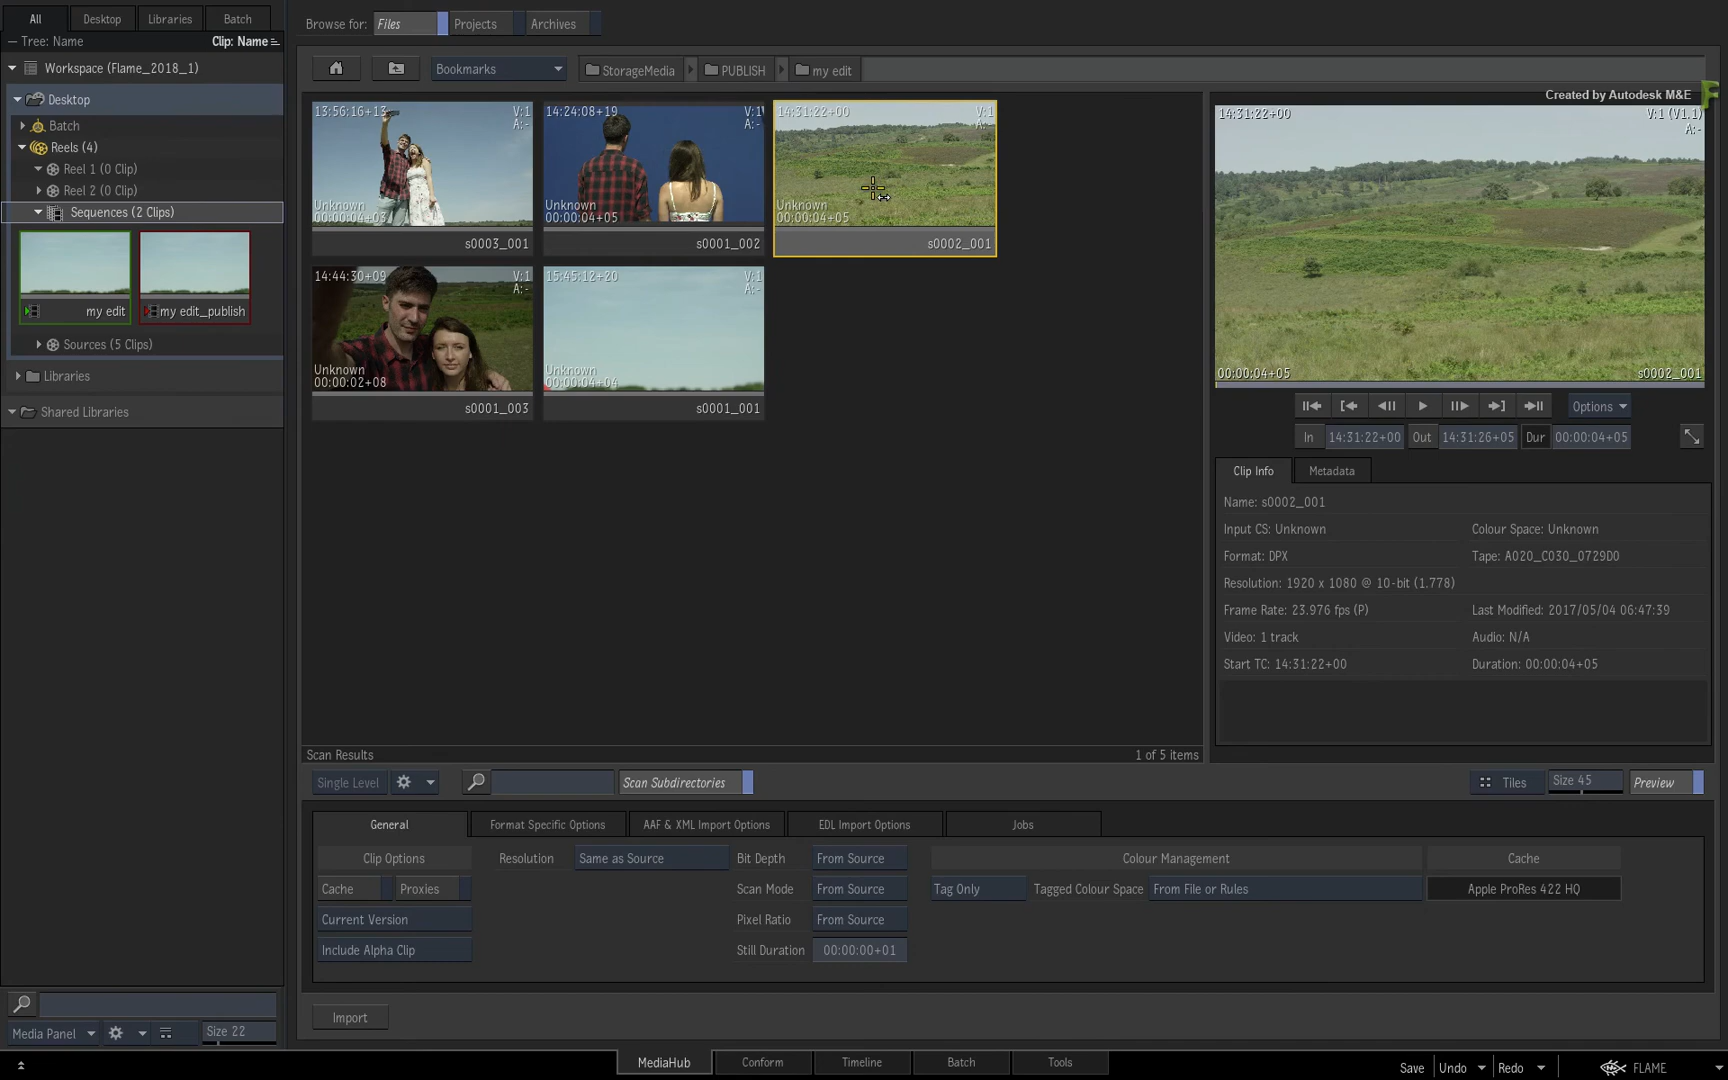 All
Desktop
Libraries
Batch
Tree: Name
Clip: Name
Workspace (Flame_2018_1)
Desktop
Batch
Reels (4)
Reel 1 (0 Clip)
Reel 2 (0 Clip)
Sequences (2 Clips)
my edit
my edit_publish
Sources (5 Clips)
Libraries
Shared Libraries
Media Panel
Size 22
Browse for:
Files
Projects
Archives
Bookmarks
StorageMedia
PUBLISH
my edit
13:56:16+13
V:1
A:-
Unknown
00:00:04+03
s0003_001
14:24:08+19
V:1
A:-
Unknown
00:00:04+05
s0001_002
14:31:22+00
V:1
A:-
Unknown
00:00:04+05
s0002_001
14:44:30+09
V:1
A:-
Unknown
00:00:02+08
s0001_003
15:45:12+20
V:1
A:-
Unknown
00:00:04+04
s0001_001
Scan Results
1 of 5 items
Created by Autodesk M&E
14:31:22+00
V:1 (V1.1)
A:-
00:00:04+05
s0002_001
Options
In
14:31:22+00
Out
14:31:26+05
Dur
00:00:04+05
Clip Info
Metadata
Name: s0002_001
Input CS: Unknown
Colour Space: Unknown
Format: DPX
Tape: A020_C030_0729D0
Resolution: 1920 x 1080 @ 10-bit (1.778)
Frame Rate: 23.976 fps (P)
Last Modified: 2017/05/04 06:47:39
Video: 1 track
Audio: N/A
Start TC: 14:31:22+00
Duration: 00:00:04+05
Single Level
Scan Subdirectories
Tiles
Size 45
Preview
General
Format Specific Options
AAF & XML Import Options
EDL Import Options
Jobs
Clip Options
Resolution
Same as Source
Bit Depth
From Source
Colour Management
Cache
Cache
Proxies
Scan Mode
From Source
Tag Only
Tagged Colour Space
From File or Rules
Apple ProRes 422 HQ
Current Version
Pixel Ratio
From Source
Include Alpha Clip
Still Duration
00:00:00+01
Import
MediaHub
Conform
Timeline
Batch
Tools
Save
Undo
Redo
FLAME